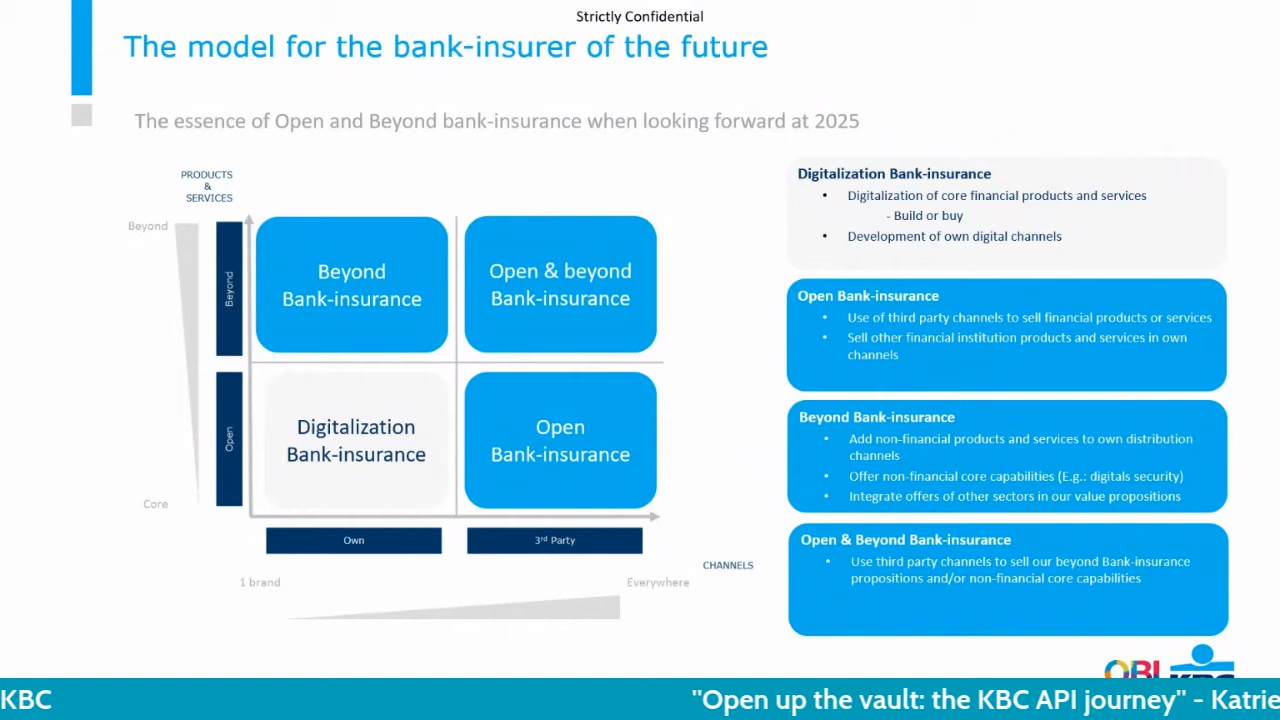 Strictly Confidential
The model for the bank-insurer of the future
The essence of Open and Beyond bank-insurance when looking forward at 2025
PRODUCTS
&
SERVICES
Beyond
Beyond
Beyond
Bank-insurance
Open & beyond
Bank-insurance
Open
Digitalization
Bank-insurance
Open
Bank-insurance
Core
Own
3rd Party
CHANNELS
1 brand
Everywhere
Digitalization Bank-insurance
• Digitalization of core financial products and services
- Build or buy
• Development of own digital channels
Open Bank-insurance
• Use of third party channels to sell financial products or services
• Sell other financial institution products and services in own
channels
Beyond Bank-insurance
• Add non-financial products and services to own distribution
channels
• Offer non-financial core capabilities (E.g.: digitals security)
• Integrate offers of other sectors in our value propositions
Open & Beyond Bank-insurance
• Use third party channels to sell our beyond Bank-insurance
propositions and/or non-financial core capabilities
KBC
KBC
"Open up the vault: the KBC API journey" - Katrie